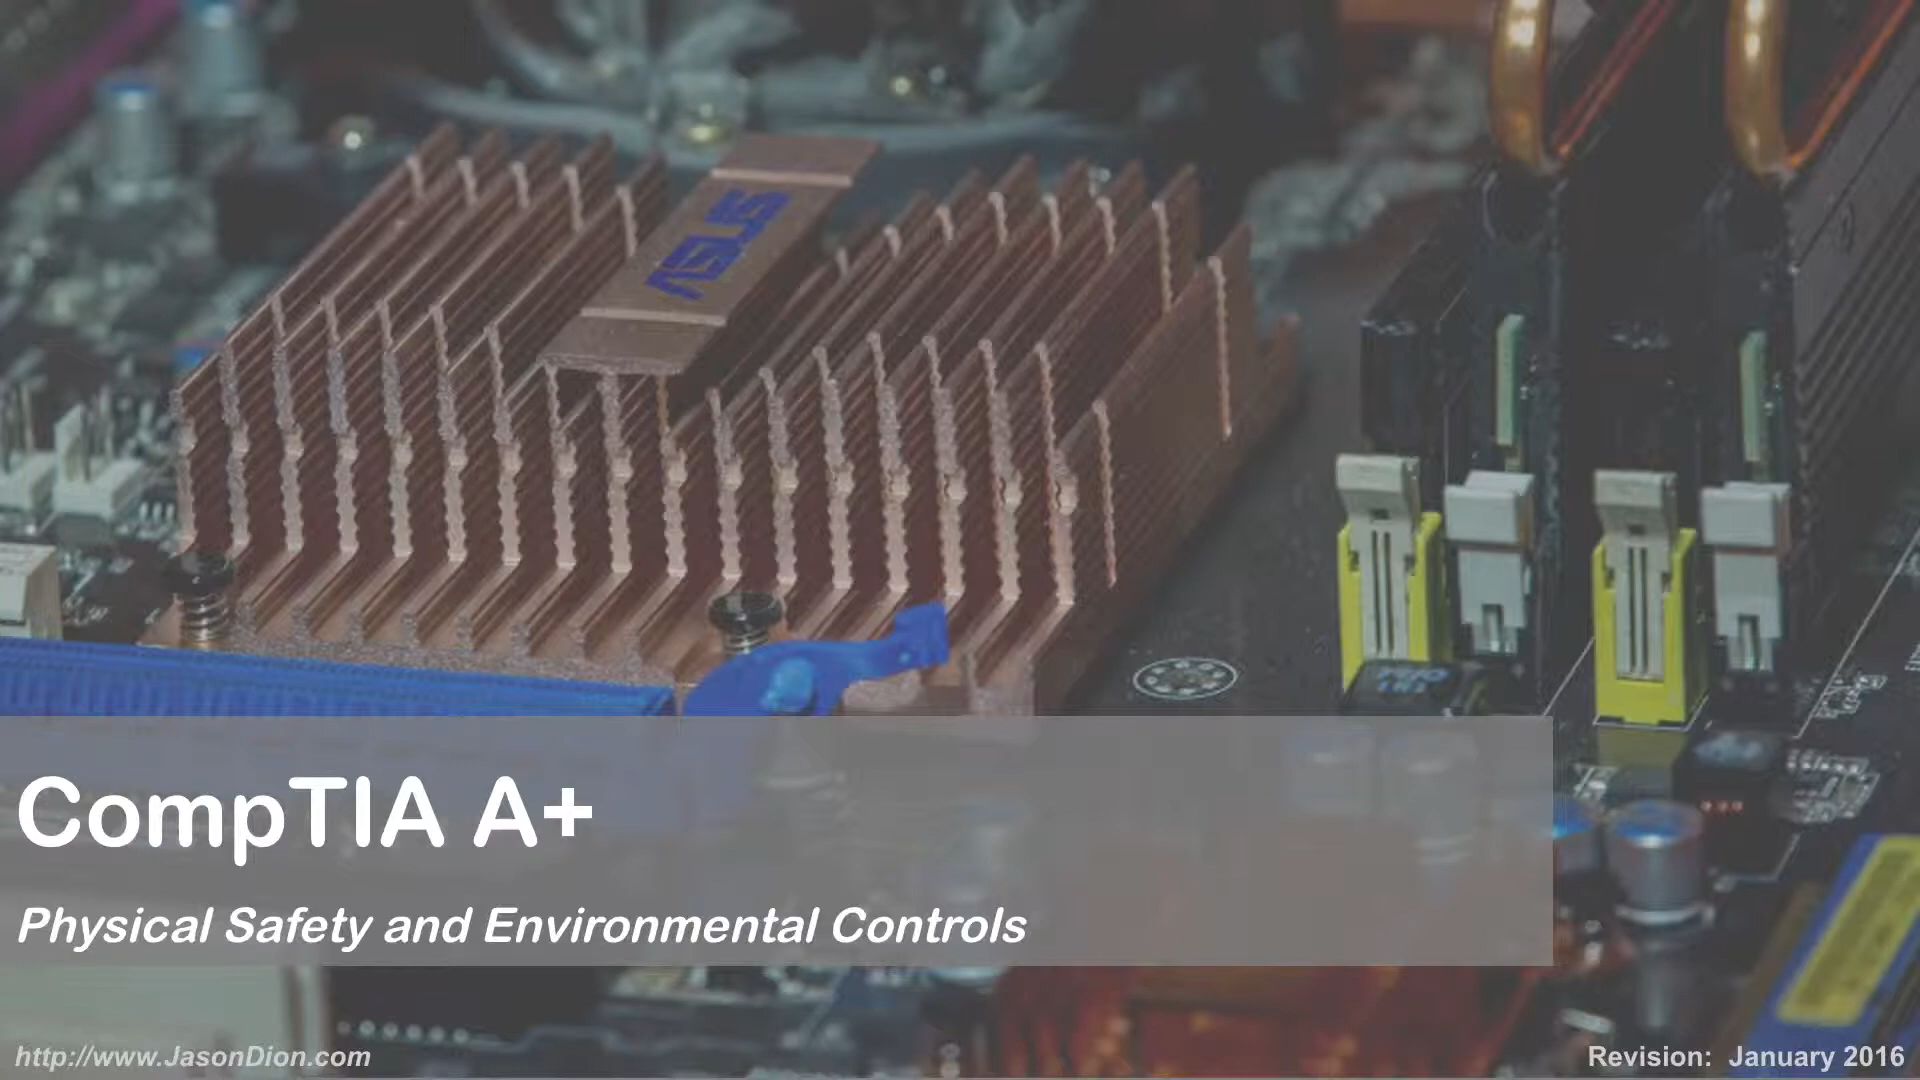 ASUS
CompTIA A+
Physical Safety and Environmental Controls
http://www.JasonDion.com
Revision: January 2016